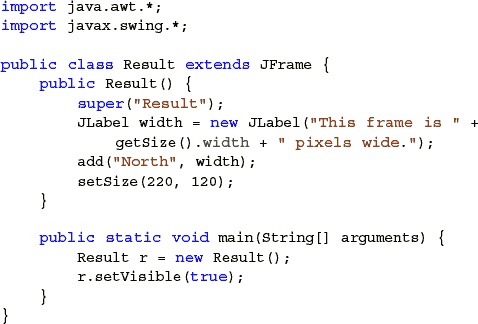 import java.awt.*;
import javax.swing.*;

public class Result extends JFrame {
    public Result() {
        super("Result");
        JLabel width = new JLabel("This frame is " +
            getSize().width + " pixels wide.");
        add("North", width);
        setSize(220, 120);
    }

    public static void main(String[] arguments) {
        Result r = new Result();
        r.setVisible(true);
    }
}